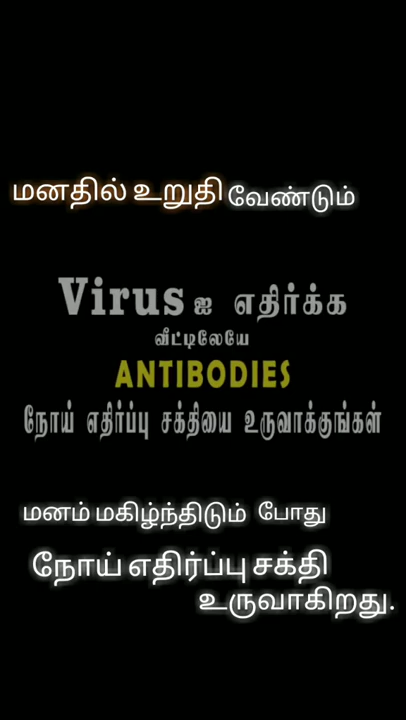 மனதில் உறுதி வேண்டும்
Virus ஐ எதிர்க்க
வீட்டிலேயே
ANTIBODIES
நோய் எதிர்ப்பு சக்தியை உருவாக்குங்கள்
மனம் மகிழ்ந்திடும் போது
நோய் எதிர்ப்பு சக்தி
உருவாகிறது.